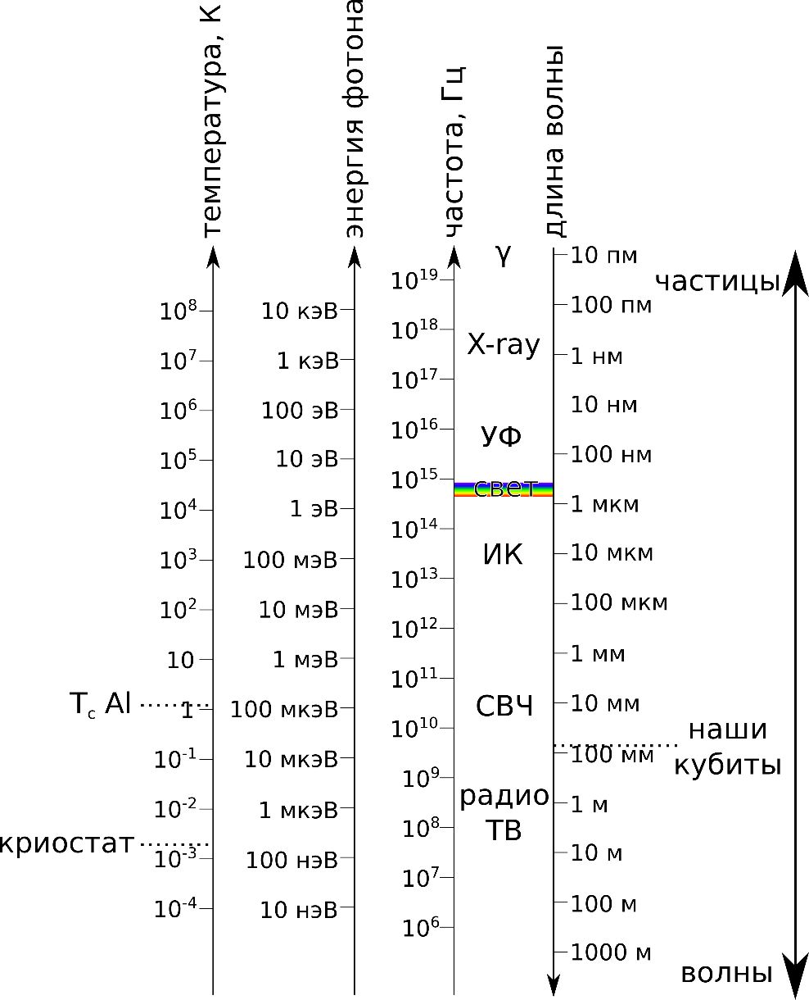 температура, К
энергия фотона
частота, Гц
длина волны
10⁸
10⁷
10⁶
10⁵
10⁴
10³
10²
10
1
10⁻¹
10⁻²
10⁻³
10⁻⁴
Tc Al
криостат
10 кэВ
1 кэВ
100 эВ
10 эВ
1 эВ
100 мэВ
10 мэВ
1 мэВ
100 мкэВ
10 мкэВ
1 мкэВ
100 нэВ
10 нэВ
10¹⁹
10¹⁸
10¹⁷
10¹⁶
10¹⁵
10¹⁴
10¹³
10¹²
10¹¹
10¹⁰
10⁹
10⁸
10⁷
10⁶
γ
X-ray
УФ
свет
ИК
СВЧ
радио
ТВ
10 пм
100 пм
1 нм
10 нм
100 нм
1 мкм
10 мкм
100 мкм
1 мм
10 мм
100 мм
1 м
10 м
100 м
1000 м
частицы
наши
кубиты
волны